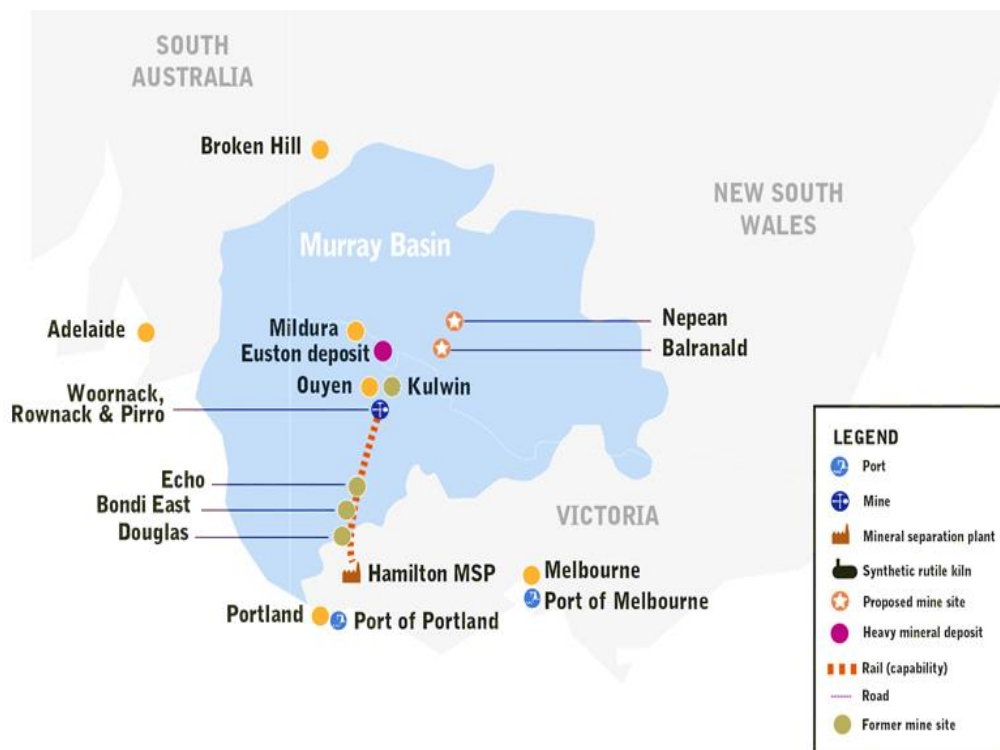 SOUTH
AUSTRALIA
Broken Hill
NEW SOUTH
WALES
Murray Basin
Adelaide
Mildura
Nepean
Euston deposit
Balranald
Ouyen
Kulwin
Woornack,
Rownack & Pirro
Echo
Bondi East
Douglas
VICTORIA
Hamilton MSP
Melbourne
Port of Melbourne
Portland
Port of Portland
LEGEND
Port
Mine
Mineral separation plant
Synthetic rutile kiln
Proposed mine site
Heavy mineral deposit
Rail (capability)
Road
Former mine site